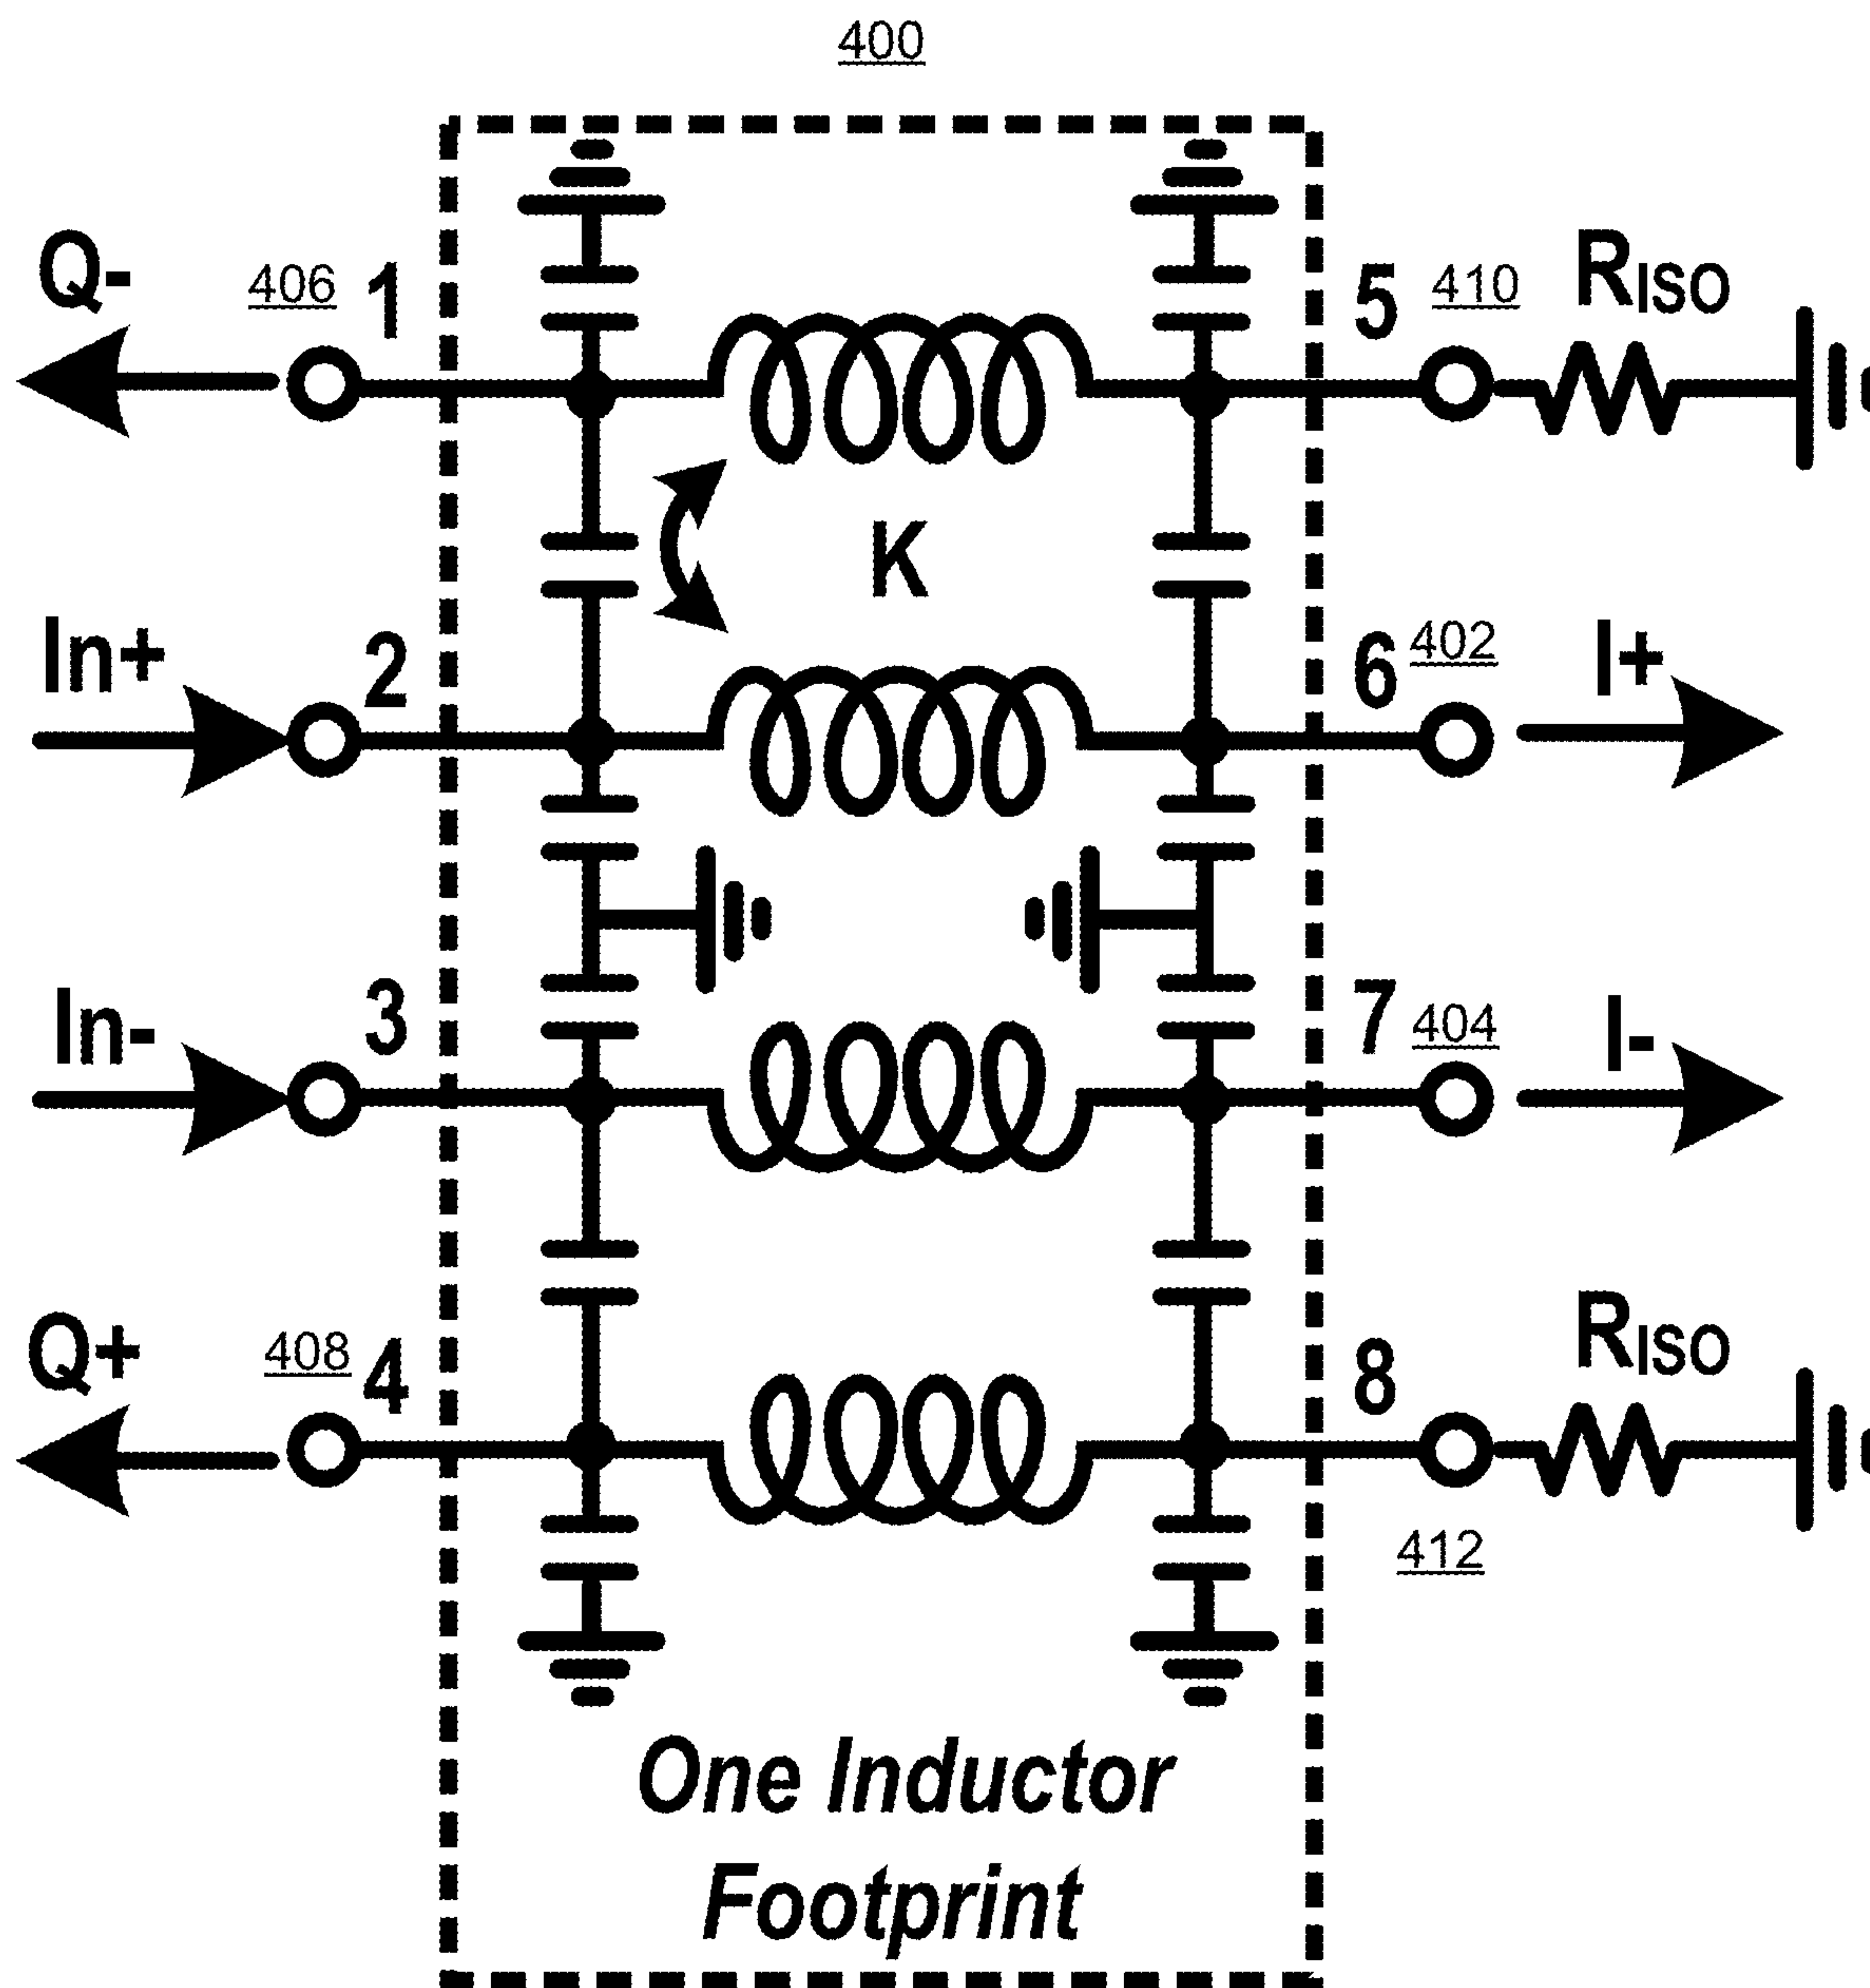 400
Q- 406 1 5 410 RISO
K
In+ 2 6 402 I+
In- 3 7 404 I-
Q+ 408 4 8 RISO
412
One Inductor
Footprint